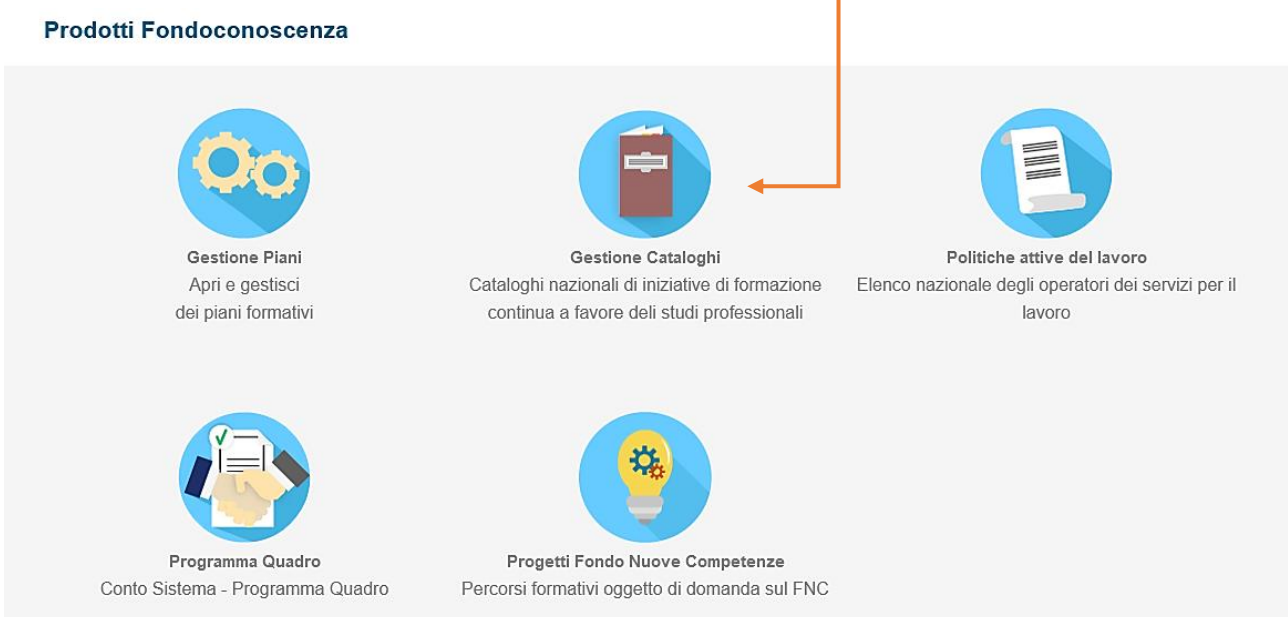 Prodotti Fondoconoscenza
Gestione Piani
Apri e gestisci
dei piani formativi
Gestione Cataloghi
Cataloghi nazionali di iniziative di formazione
continua a favore deli studi professionali
Politiche attive del lavoro
Elenco nazionale degli operatori dei servizi per il
lavoro
Programma Quadro
Conto Sistema - Programma Quadro
Progetti Fondo Nuove Competenze
Percorsi formativi oggetto di domanda sul FNC